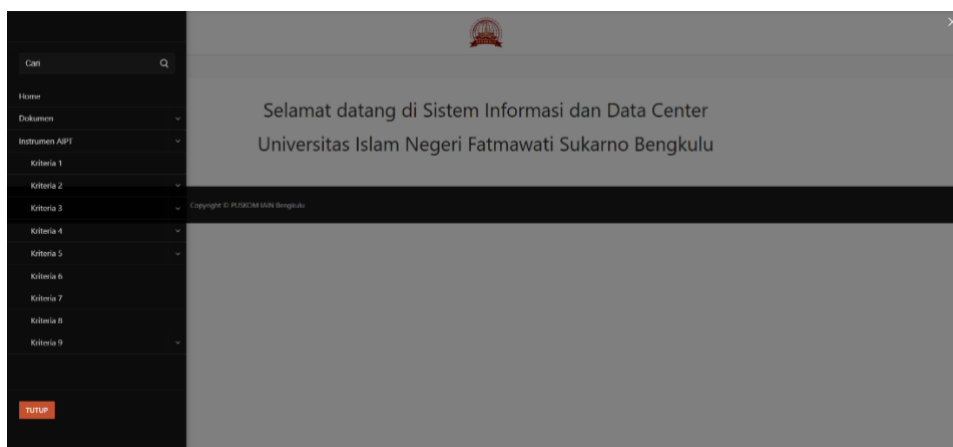 Cari
Home
Dokumen
Instrumen AIPT
Kriteria 1
Kriteria 2
Kriteria 3
Kriteria 4
Kriteria 5
Kriteria 6
Kriteria 7
Kriteria 8
Kriteria 9
TUTUP
Selamat datang di Sistem Informasi dan Data Center
Universitas Islam Negeri Fatmawati Sukarno Bengkulu
Copyright © PUSKOM IAIN Bengkulu